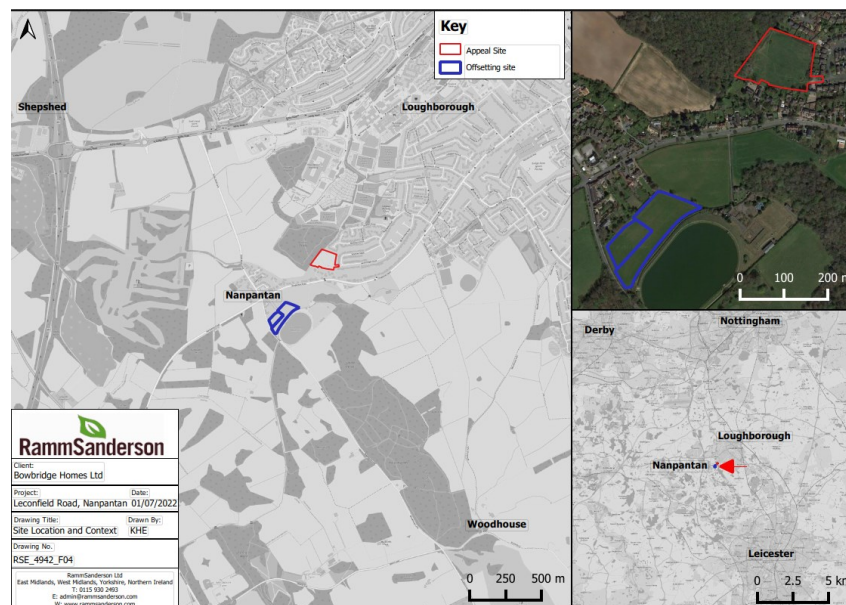 Key
Appeal Site
Offsetting site
Shepshed
Loughborough
Nanpantan
Woodhouse
0 250 500 m
0 100 200 m
Nottingham
Derby
Loughborough
Nanpantan
Leicester
0 2.5 5 km
RammSanderson
Client:
Bowbridge Homes Ltd
Project: Date:
Leconfield Road, Nanpantan 01/07/2022
Drawing Title: Drawn By:
Site Location and Context KHE
Drawing No.
RSE_4942_F04
RammSanderson Ltd
East Midlands, West Midlands, Yorkshire, Northern Ireland
T: 0115 930 2493
E: admin@rammsanderson.com
W: www.rammsanderson.com